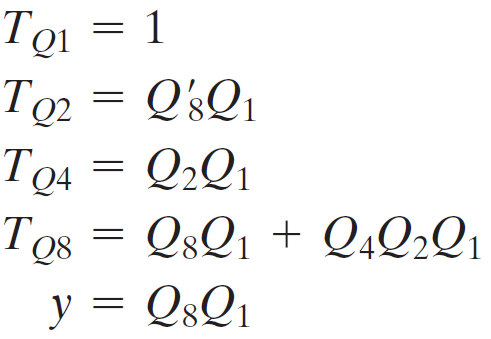 T_{Q1} = 1
T_{Q2} = Q'_8Q_1
T_{Q4} = Q_2Q_1
T_{Q8} = Q_8Q_1 + Q_4Q_2Q_1
y = Q_8Q_1